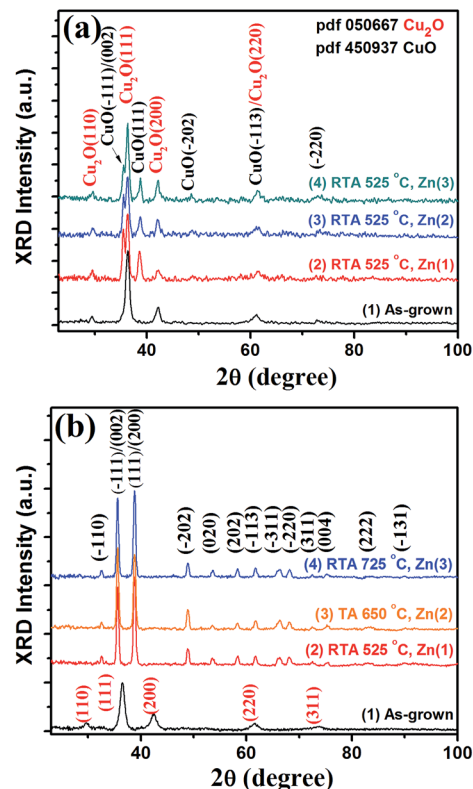 (a)
pdf 050667 Cu₂O
pdf 450937 CuO
Cu₂O(110)
CuO(-111)/(002)
Cu₂O(111)
CuO(111)
Cu₂O(200)
CuO(-202)
CuO(-113)/Cu₂O(220)
(-220)
(4) RTA 525 °C, Zn(3)
(3) RTA 525 °C, Zn(2)
(2) RTA 525 °C, Zn(1)
(1) As-grown
XRD Intensity (a.u.)
40 60 80 100
2θ (degree)
(b)
(-110)
(-111)/(002)
(111)/(200)
(-202)
(020)
(202)
(-113)
(-311)
(-220)
(311)
(004)
(222)
(-131)
(4) RTA 725 °C, Zn(3)
(3) TA 650 °C, Zn(2)
(2) RTA 525 °C, Zn(1)
(1) As-grown
(110)
(111)
(200)
(220)
(311)
XRD Intensity (a.u.)
40 60 80 100
2θ (degree)